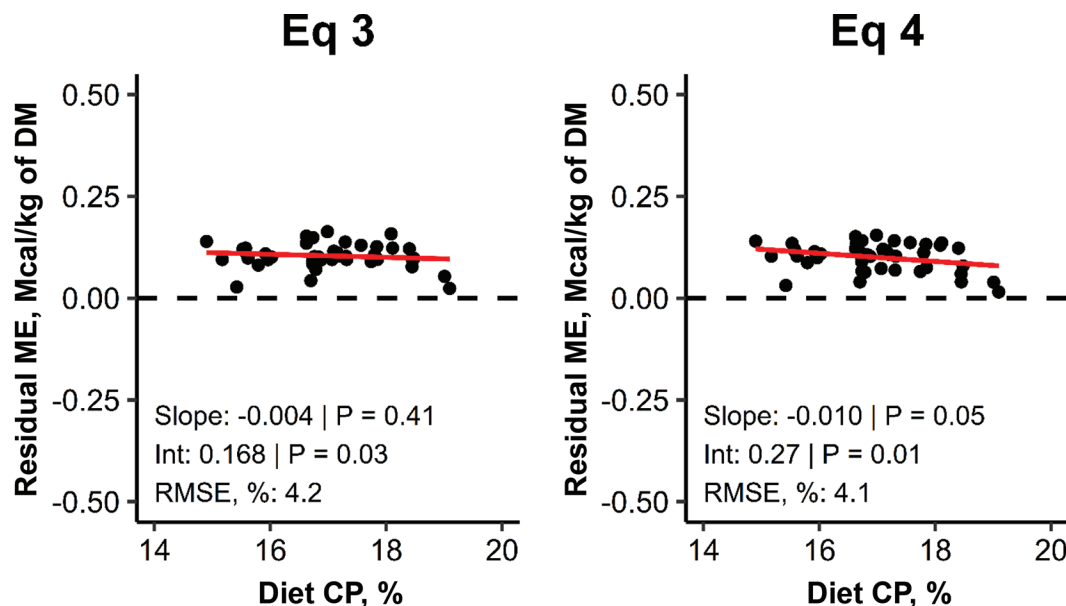 Eq 3
Residual ME, Mcal/kg of DM
0.50
0.25
0.00
-0.25
-0.50
Slope: -0.004 | P = 0.41
Int: 0.168 | P = 0.03
RMSE, %: 4.2
14 16 18 20
Diet CP, %
Eq 4
Residual ME, Mcal/kg of DM
0.50
0.25
0.00
-0.25
-0.50
Slope: -0.010 | P = 0.05
Int: 0.27 | P = 0.01
RMSE, %: 4.1
14 16 18 20
Diet CP, %